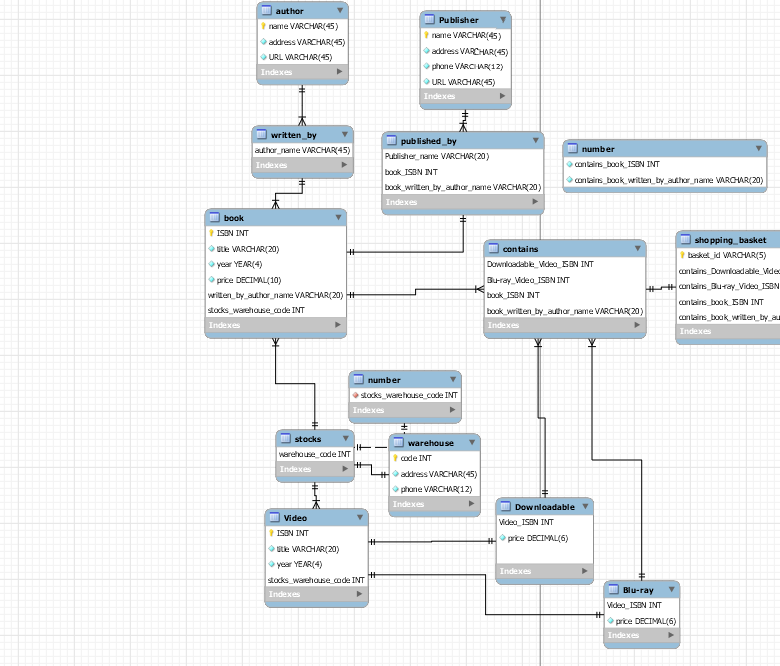 author
name VARCHAR(45)
address VARCHAR(45)
URL VARCHAR(45)
Indexes
Publisher
name VARCHAR(45)
address VARCHAR(45)
phone VARCHAR(12)
URL VARCHAR(45)
Indexes
written_by
author_name VARCHAR(45)
Indexes
published_by
Publisher_name VARCHAR(20)
book_ISBN INT
book_written_by_author_name VARCHAR(20)
Indexes
number
contains_book_ISBN INT
contains_book_written_by_author_name VARCHAR(20)
book
ISBN INT
title VARCHAR(20)
year YEAR(4)
price DECIMAL(10)
written_by_author_name VARCHAR(20)
stocks_warehouse_code INT
Indexes
contains
Downloadable_Video_ISBN INT
Blu-ray_Video_ISBN INT
book_ISBN INT
book_written_by_author_name VARCHAR(20)
Indexes
shopping_basket
basket_id VARCHAR(5)
contains_Downloadable_Video
contains_Blu-ray_Video_ISBN
contains_book_ISBN INT
contains_book_written_by_au
Indexes
number
stocks_warehouse_code INT
Indexes
stocks
warehouse_code INT
Indexes
warehouse
code INT
address VARCHAR(45)
phone VARCHAR(12)
Indexes
Video
ISBN INT
title VARCHAR(20)
year YEAR(4)
stocks_warehouse_code INT
Indexes
Downloadable
Video_ISBN INT
price DECIMAL(6)
Indexes
Blu-ray
Video_ISBN INT
price DECIMAL(6)
Indexes